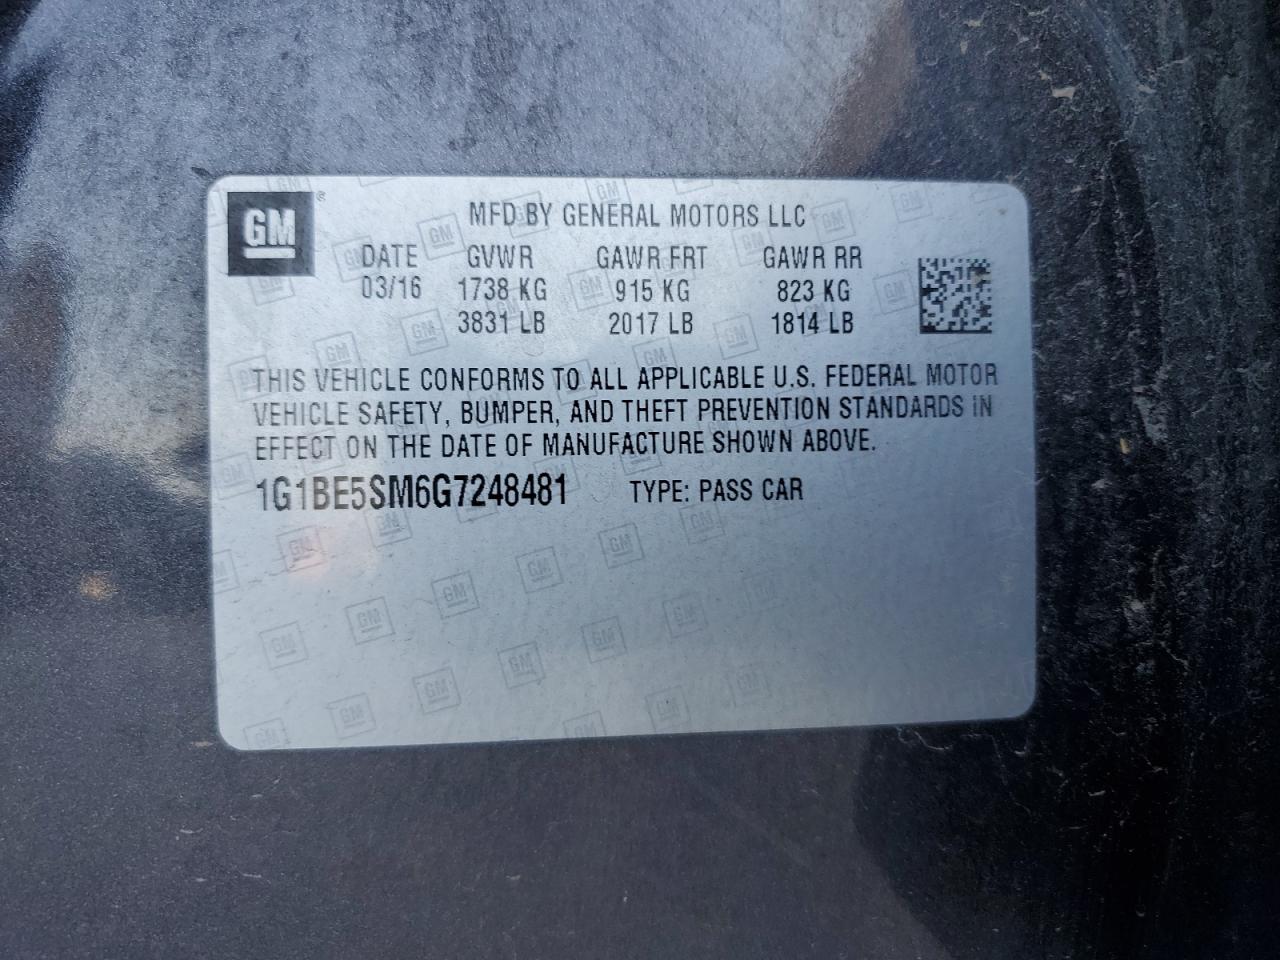 GM ®
MFD BY GENERAL MOTORS LLC
DATE GVWR GAWR FRT GAWR RR
03/16 1738 KG 915 KG 823 KG
3831 LB 2017 LB 1814 LB
THIS VEHICLE CONFORMS TO ALL APPLICABLE U.S. FEDERAL MOTOR
VEHICLE SAFETY, BUMPER, AND THEFT PREVENTION STANDARDS IN
EFFECT ON THE DATE OF MANUFACTURE SHOWN ABOVE.
1G1BE5SM6G7248481 TYPE: PASS CAR